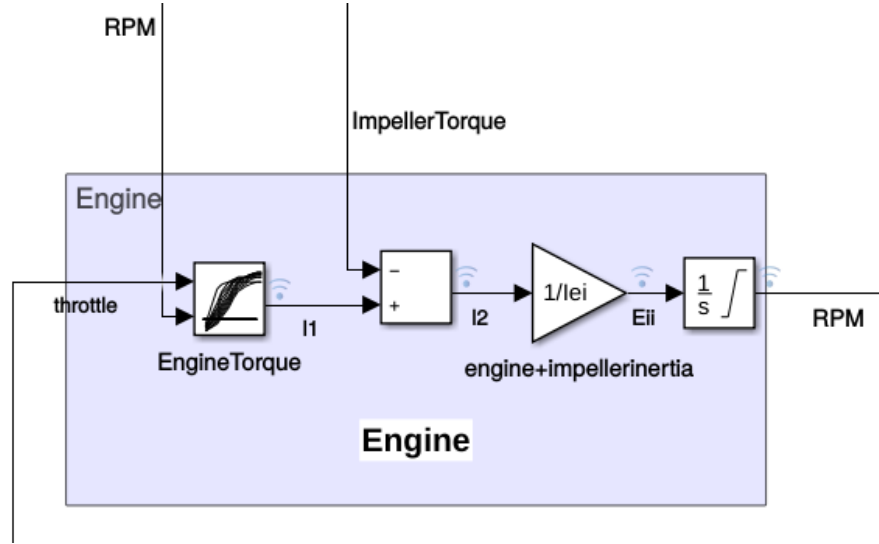 RPM
ImpellerTorque
Engine
throttle
I1
EngineTorque
−
+
I2
1/Iei
engine+impellerinertia
Eii
1
s
RPM
Engine